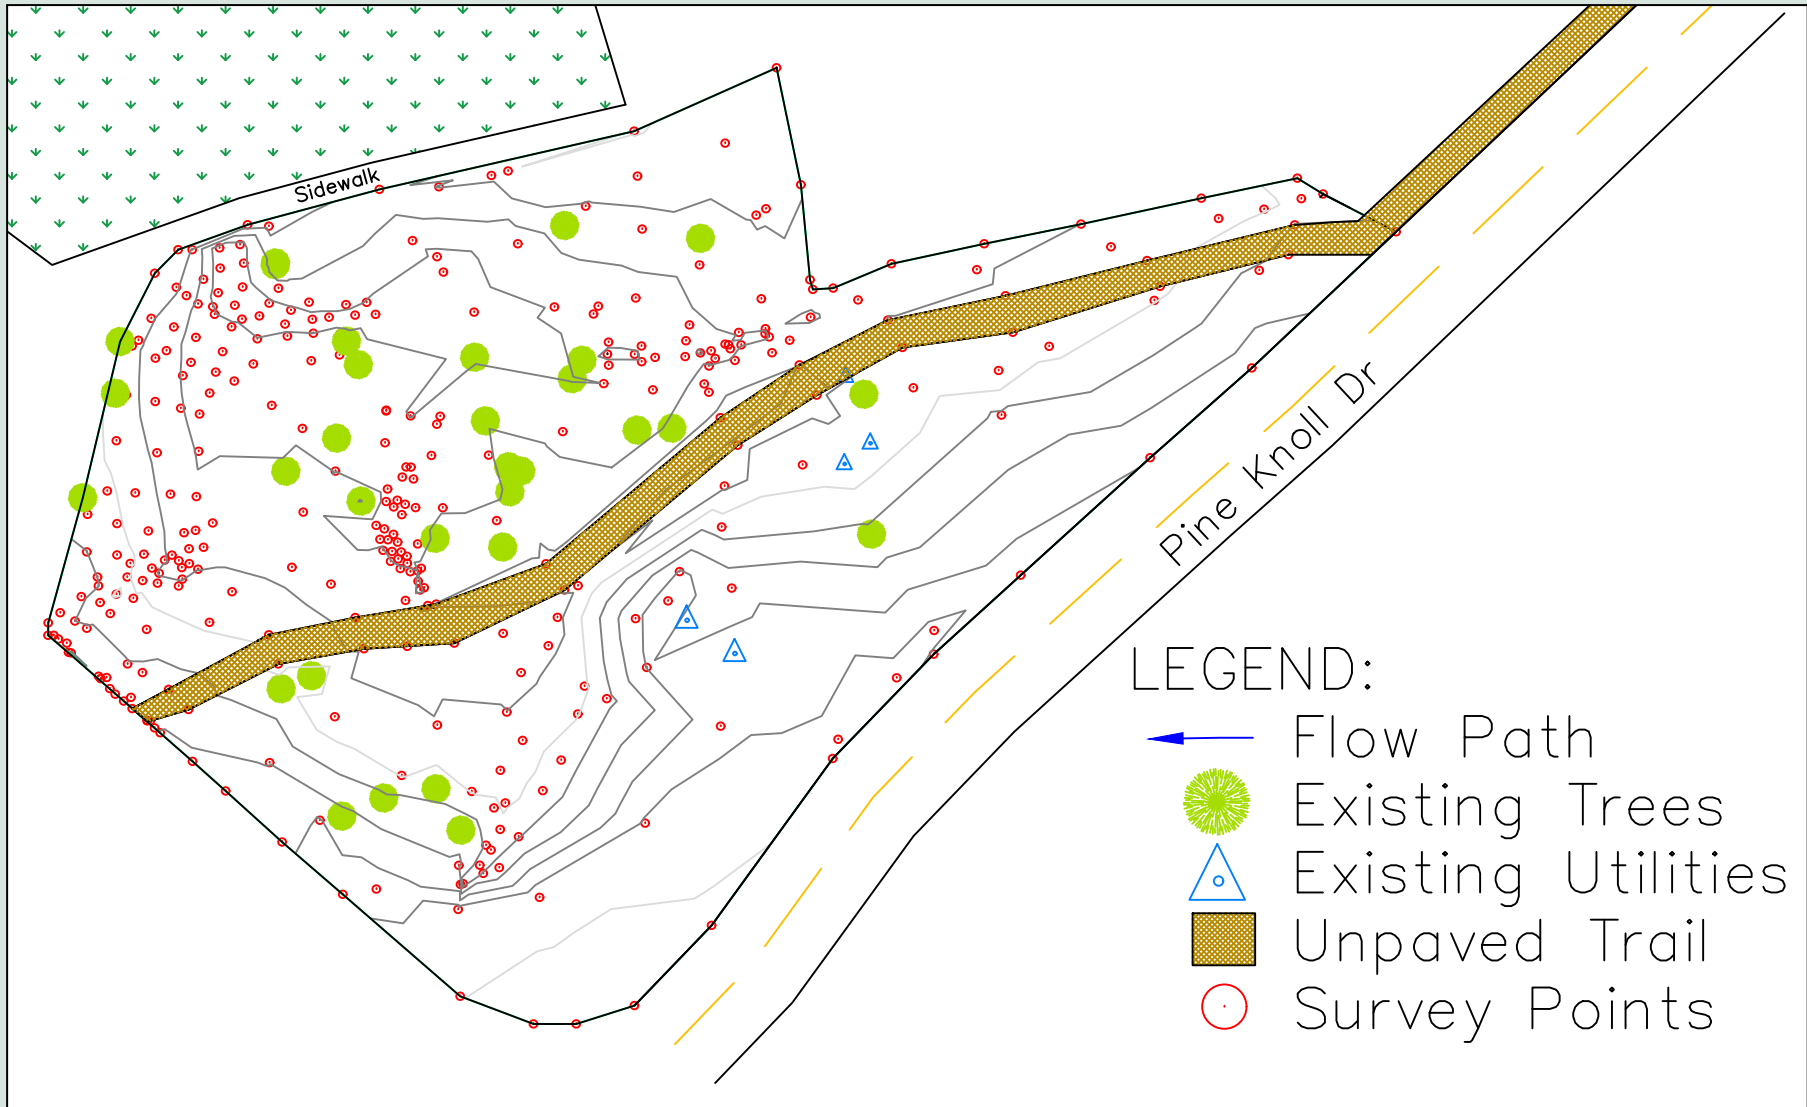 Sidewalk
Pine Knoll Dr
LEGEND:
Flow Path
Existing Trees
Existing Utilities
Unpaved Trail
Survey Points